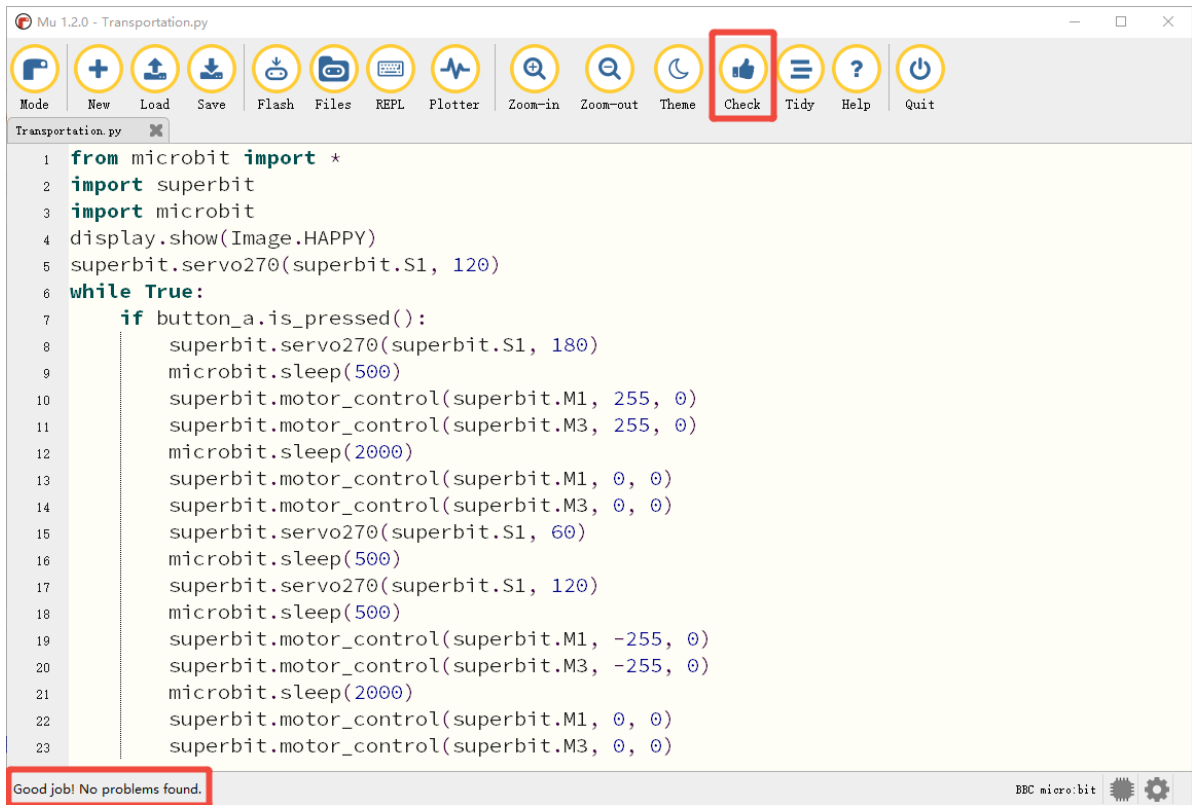 Mu 1.2.0 - Transportation.py
Mode New Load Save Flash Files REPL Plotter Zoom-in Zoom-out Theme Check Tidy Help Quit
Transportation.py
1 from microbit import *
2 import superbit
3 import microbit
4 display.show(Image.HAPPY)
5 superbit.servo270(superbit.S1, 120)
6 while True:
7     if button_a.is_pressed():
8         superbit.servo270(superbit.S1, 180)
9         microbit.sleep(500)
10         superbit.motor_control(superbit.M1, 255, 0)
11         superbit.motor_control(superbit.M3, 255, 0)
12         microbit.sleep(2000)
13         superbit.motor_control(superbit.M1, 0, 0)
14         superbit.motor_control(superbit.M3, 0, 0)
15         superbit.servo270(superbit.S1, 60)
16         microbit.sleep(500)
17         superbit.servo270(superbit.S1, 120)
18         microbit.sleep(500)
19         superbit.motor_control(superbit.M1, -255, 0)
20         superbit.motor_control(superbit.M3, -255, 0)
21         microbit.sleep(2000)
22         superbit.motor_control(superbit.M1, 0, 0)
23         superbit.motor_control(superbit.M3, 0, 0)
Good job! No problems found. BBC micro:bit